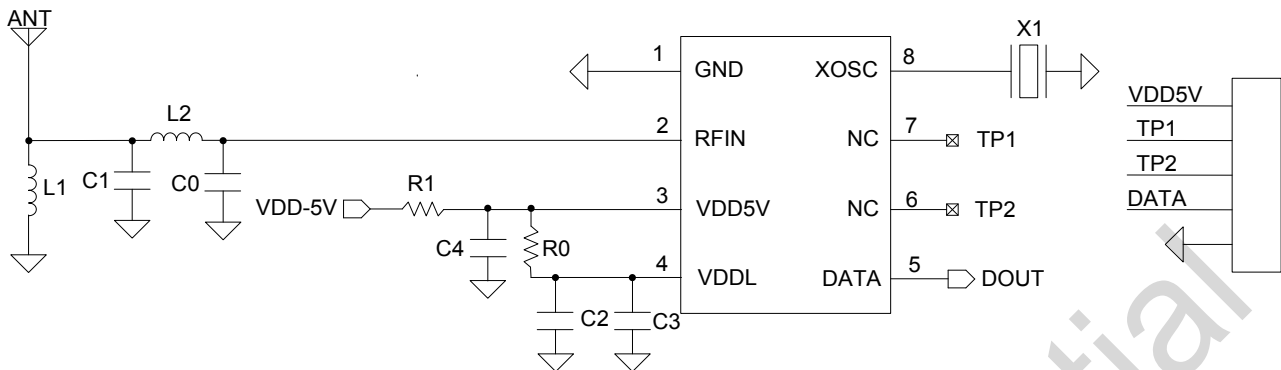 ANT
X1
1
GND
XOSC
8
VDD5V
L2
2
RFIN
NC
7
TP1
TP1
L1
C1
C0
R1
TP2
VDD-5V
3
VDD5V
NC
6
TP2
DATA
C4
R0
4
VDDL
DATA
5
DOUT
C2
C3
tial